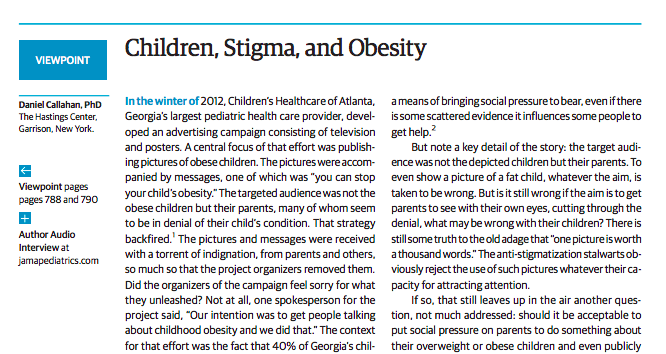 Children, Stigma, and Obesity
VIEWPOINT
Daniel Callahan, PhD
The Hastings Center,
Garrison, New York.
Viewpoint pages
pages 788 and 790
Author Audio
Interview at
jamapediatrics.com
In the winter of 2012, Children's Healthcare of Atlanta,
Georgia's largest pediatric health care provider, devel-
oped an advertising campaign consisting of television
and posters. A central focus of that effort was publish-
ing pictures of obese children. The pictures were accom-
panied by messages, one of which was "you can stop
your child's obesity." The targeted audience was not the
obese children but their parents, many of whom seem
to be in denial of their child's condition. That strategy
backfired.1 The pictures and messages were received
with a torrent of indignation, from parents and others,
so much so that the project organizers removed them.
Did the organizers of the campaign feel sorry for what
they unleashed? Not at all, one spokesperson for the
project said, "Our intention was to get people talking
about childhood obesity and we did that." The context
for that effort was the fact that 40% of Georgia's chil-
a means of bringing social pressure to bear, even if there
is some scattered evidence it influences some people to
get help.2
But note a key detail of the story: the target audi-
ence was not the depicted children but their parents. To
even show a picture of a fat child, whatever the aim, is
taken to be wrong. But is it still wrong if the aim is to get
parents to see with their own eyes, cutting through the
denial, what may be wrong with their children? There is
still some truth to the old adage that "one picture is worth
a thousand words." The anti-stigmatization stalwarts ob-
viously reject the use of such pictures whatever their ca-
pacity for attracting attention.
If so, that still leaves up in the air another ques-
tion, not much addressed: should it be acceptable to
put social pressure on parents to do something about
their overweight or obese children and even publicly